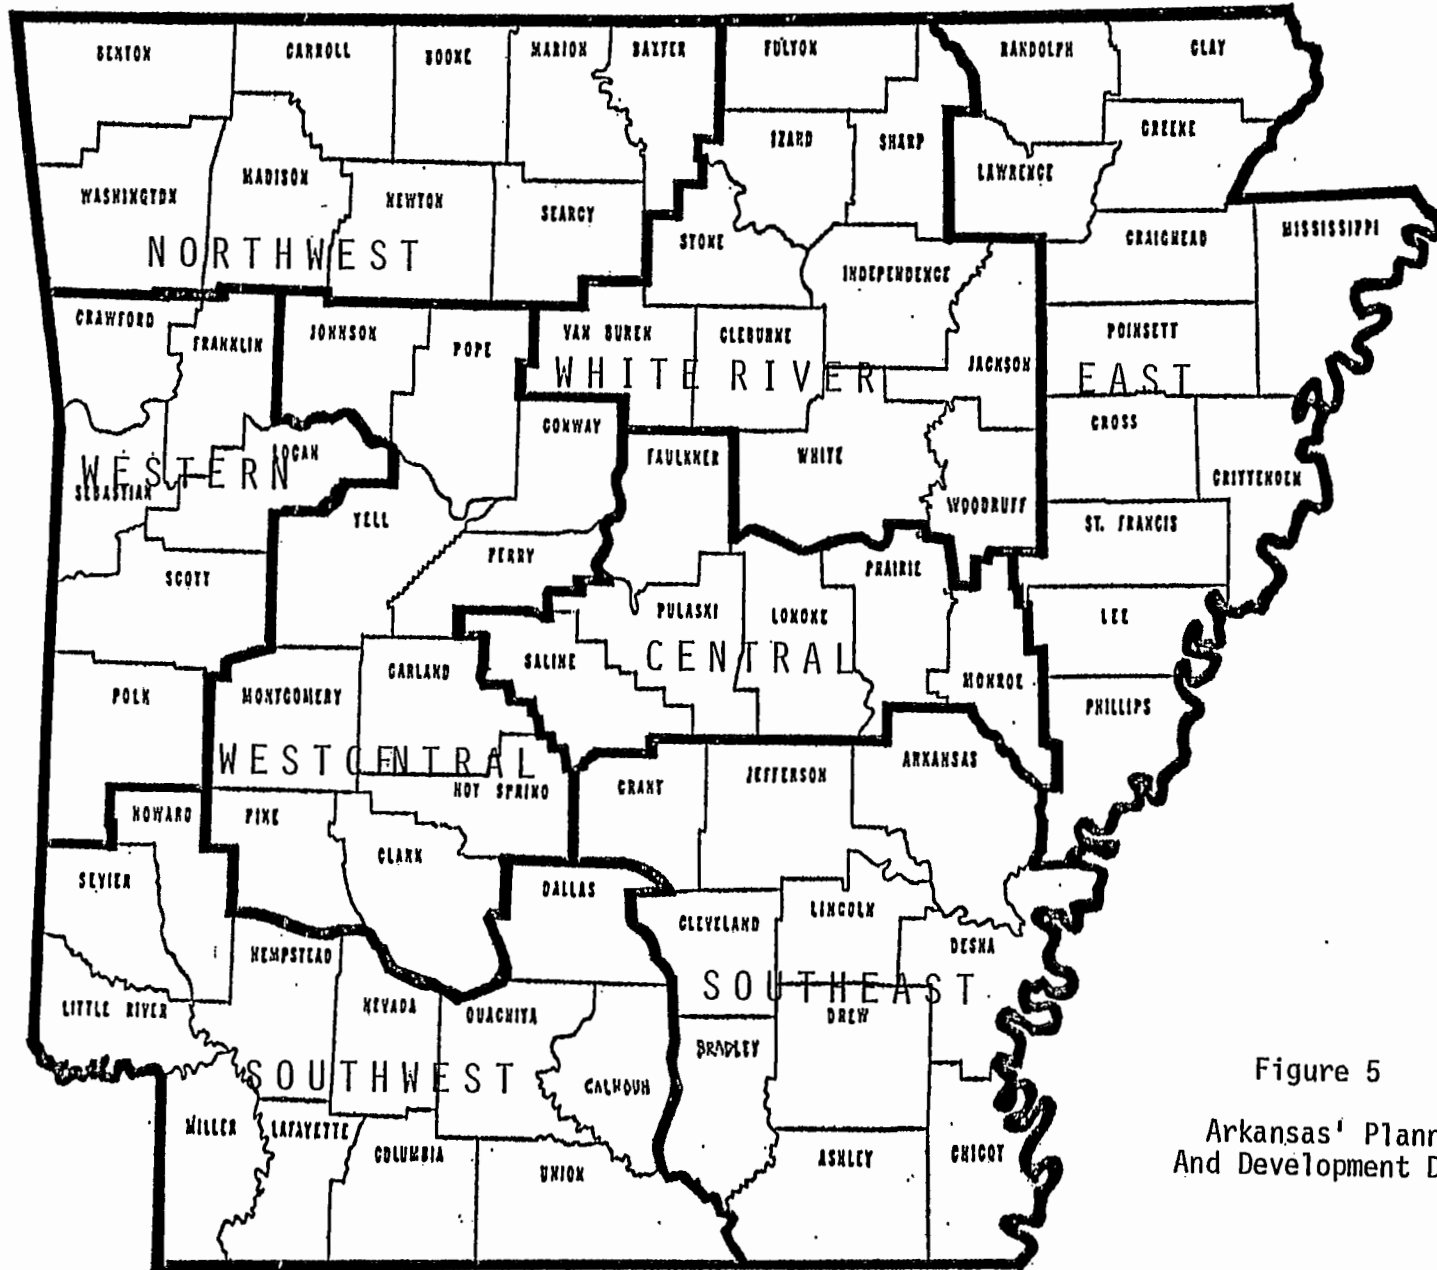 BENTON
CARROLL
BOONE
MARION
BAXTER
FULTON
RANDOLPH
CLAY
IZARD
SHARP
GREENE
LAWRENCE
WASHINGTON
MADISON
NEWTON
SEARCY
STONE
CRAIGHEAD
MISSISSIPPI
NORTHWEST
INDEPENDENCE
CRAWFORD
FRANKLIN
JOHNSON
POPE
VAN BUREN
CLEBURNE
JACKSON
POINSETT
WHITE RIVER
EAST
CONWAY
CROSS
LOGAN
WESTERN
SEBASTIAN
FAULKNER
WHITE
CRITTENDEN
YELL
WOODRUFF
ST. FRANCIS
SCOTT
PERRY
PRAIRIE
PULASKI
LONOKE
LEE
CENTRAL
SALINE
GARLAND
POLK
MONTGOMERY
MONROE
PHILLIPS
WESTCENTRAL
HOT SPRING
GRANT
JEFFERSON
ARKANSAS
HOWARD
PIKE
CLARK
SEVIER
DALLAS
CLEVELAND
LINCOLN
DESHA
HEMPSTEAD
SOUTHEAST
LITTLE RIVER
NEVADA
OUACHITA
DREW
BRADLEY
SOUTHWEST
CALHOUN
MILLER
LAFAYETTE
COLUMBIA
UNION
ASHLEY
CHICOT
Figure 5
Arkansas' Plann
And Development D